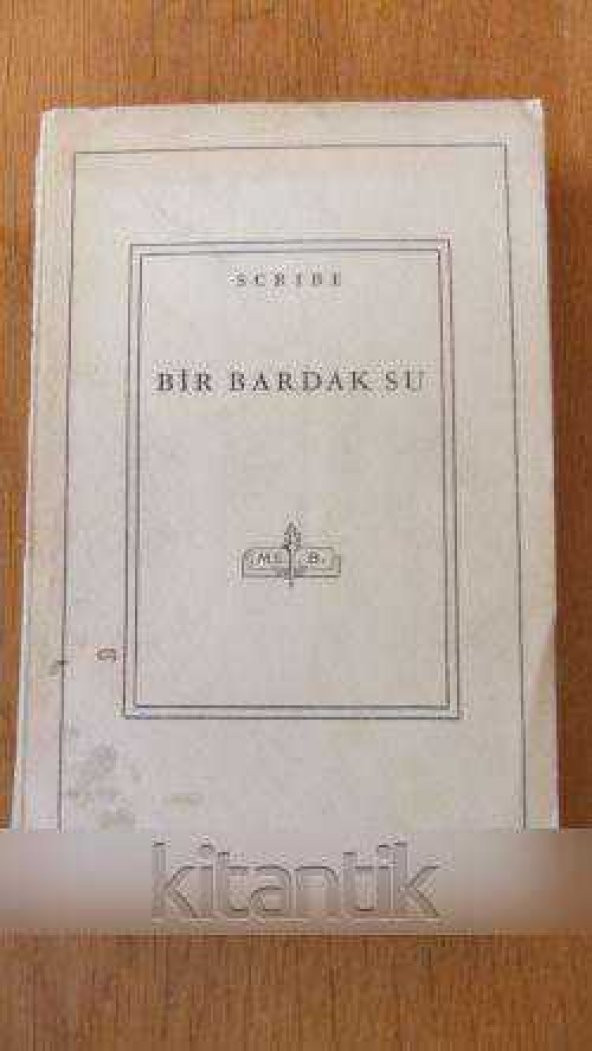 SCRIBE
BİR BARDAK SU
M. B.
kitantik